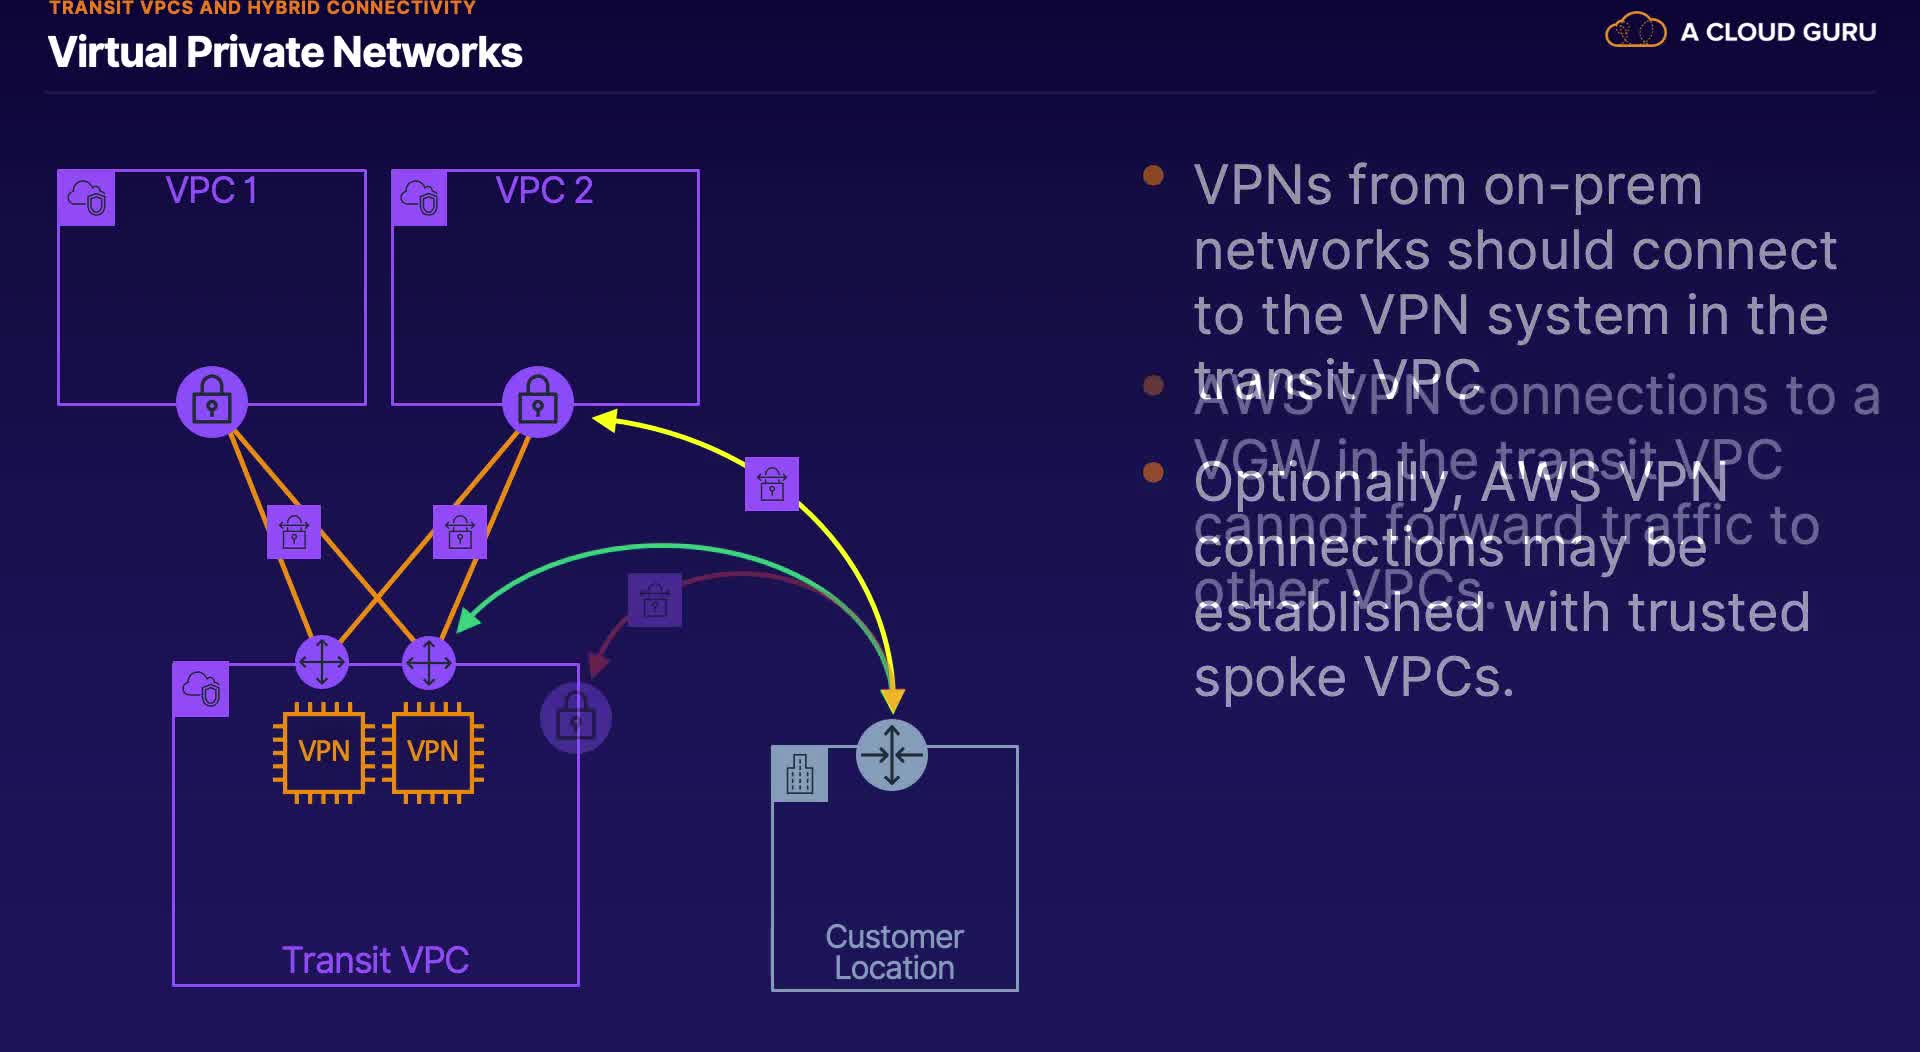 TRANSIT VPCS AND HYBRID CONNECTIVITY
Virtual Private Networks
A CLOUD GURU
VPC 1
VPC 2
VPN
VPN
Transit VPC
Customer
Location
VPNs from on-prem
networks should connect
to the VPN system in the
transit VPC
AWS VPN connections to a
VGW in the transit VPC
cannot forward traffic to
other VPCs.
Optionally, AWS VPN
connections may be
established with trusted
spoke VPCs.